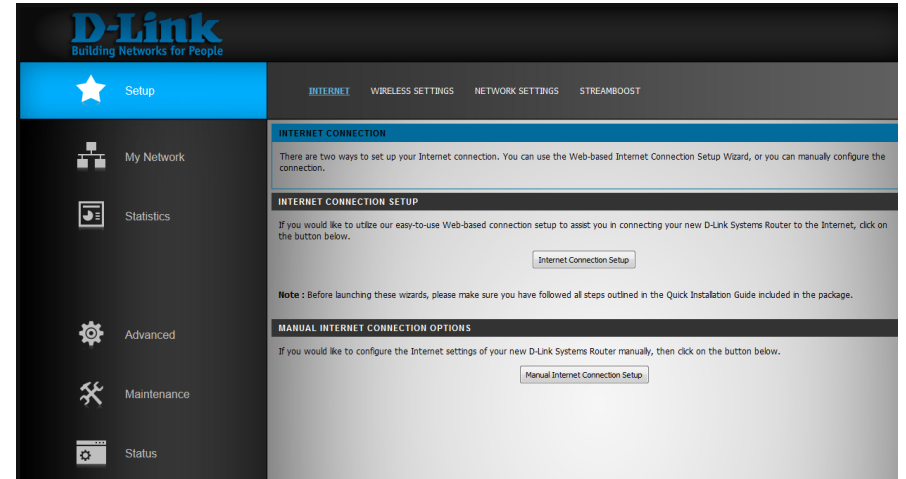 D-Link
Building Networks for People
Setup
INTERNET WIRELESS SETTINGS NETWORK SETTINGS STREAMBOOST
My Network
Statistics
Advanced
Maintenance
Status
INTERNET CONNECTION
There are two ways to set up your Internet connection. You can use the Web-based Internet Connection Setup Wizard, or you can manually configure the
connection.
INTERNET CONNECTION SETUP
If you would like to utilize our easy-to-use Web-based connection setup to assist you in connecting your new D-Link Systems Router to the Internet, click on
the button below.
Internet Connection Setup
Note : Before launching these wizards, please make sure you have followed all steps outlined in the Quick Installation Guide included in the package.
MANUAL INTERNET CONNECTION OPTIONS
If you would like to configure the Internet settings of your new D-Link Systems Router manually, then click on the button below.
Manual Internet Connection Setup